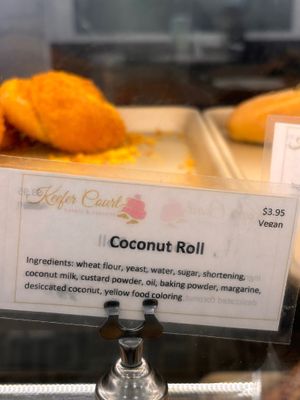 Keefer Court
$3.95
Vegan
Coconut Roll
Ingredients: wheat flour, yeast, water, sugar, shortening,
coconut milk, custard powder, oil, baking powder, margarine,
desiccated coconut, yellow food coloring